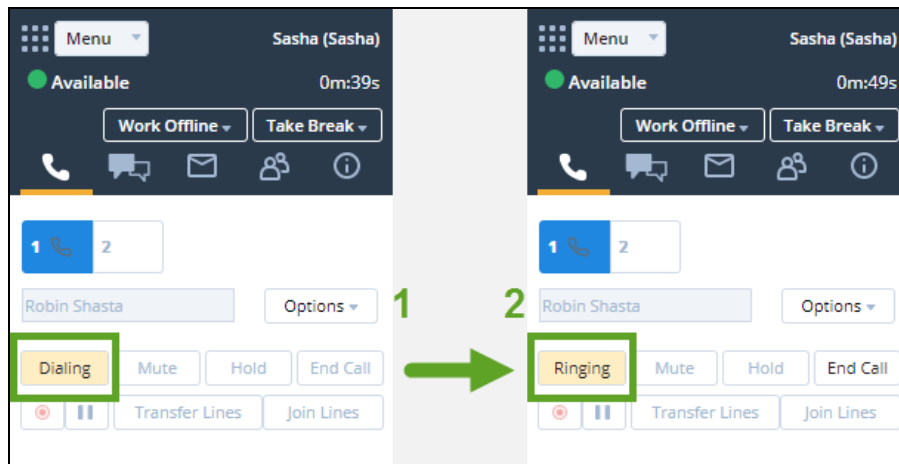 Menu Sasha (Sasha)
Available 0m:39s
Work Offline Take Break
1 2
Robin Shasta Options
Dialing Mute Hold End Call
Transfer Lines Join Lines
1
2
Menu Sasha (Sasha)
Available 0m:49s
Work Offline Take Break
1 2
Robin Shasta Options
Ringing Mute Hold End Call
Transfer Lines Join Lines